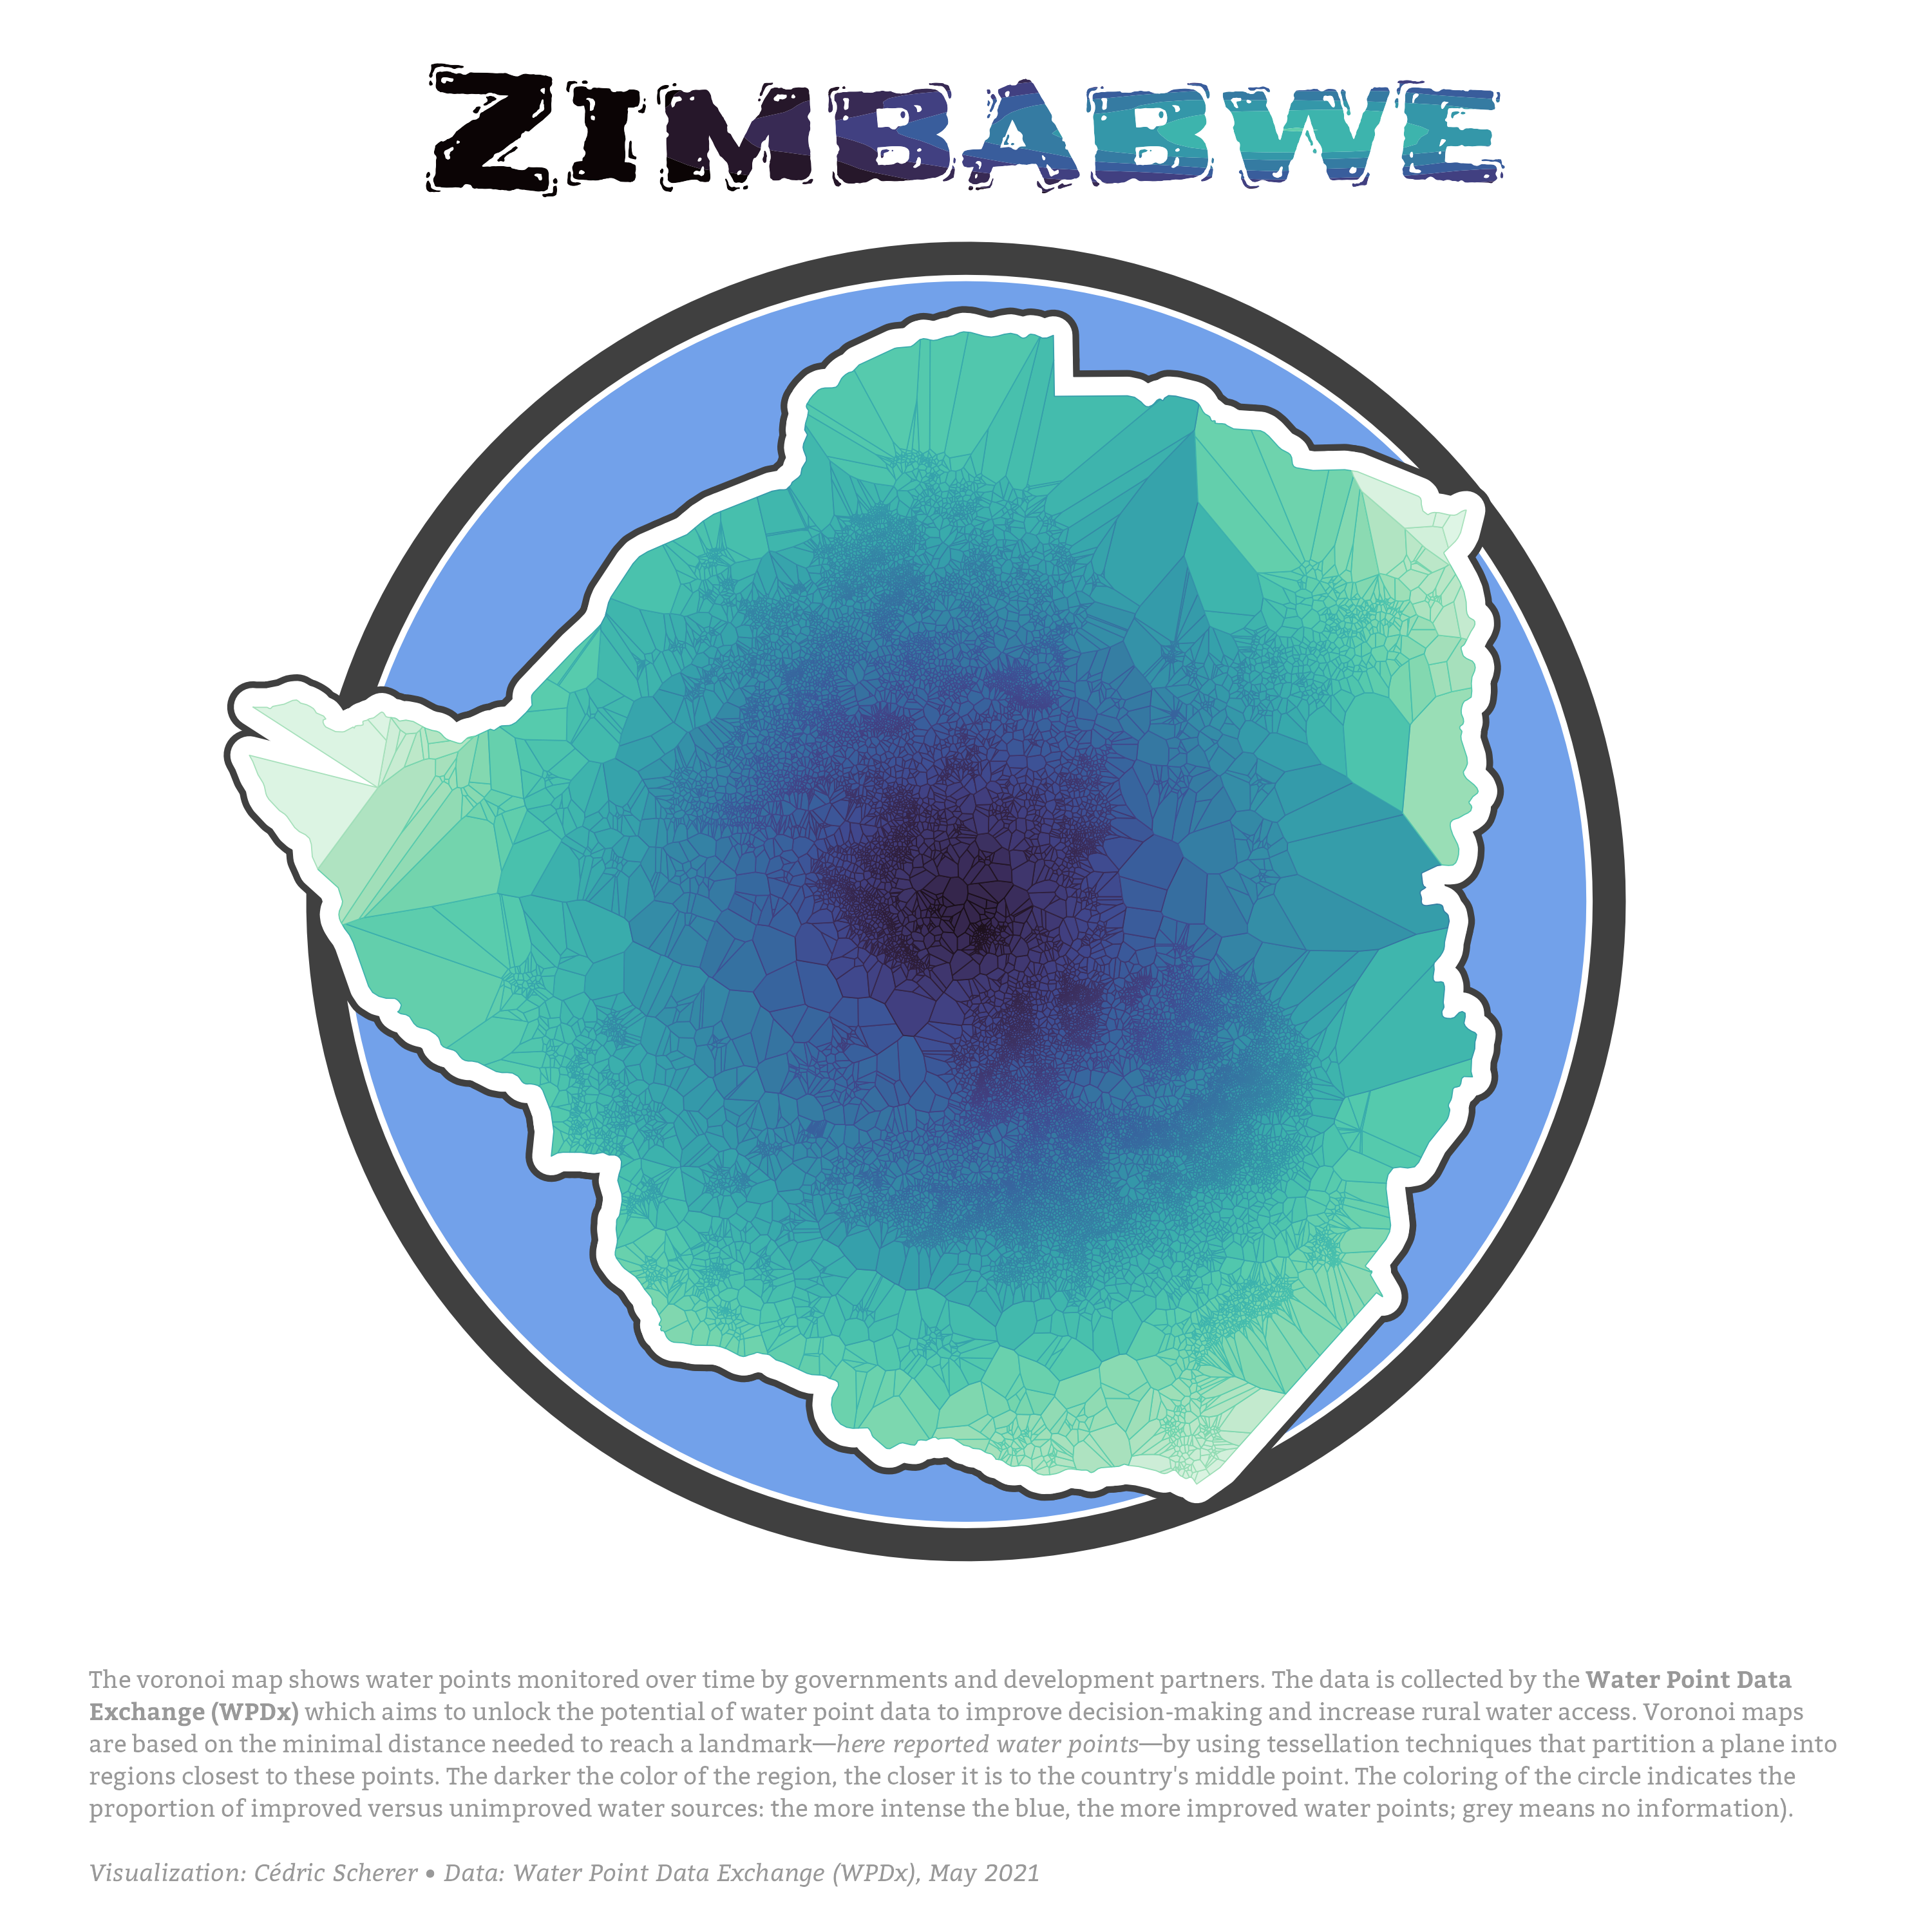 ZIMBABWE
The voronoi map shows water points monitored over time by governments and development partners. The data is collected by the Water Point Data
Exchange (WPDx) which aims to unlock the potential of water point data to improve decision-making and increase rural water access. Voronoi maps
are based on the minimal distance needed to reach a landmark—here reported water points—by using tessellation techniques that partition a plane into
regions closest to these points. The darker the color of the region, the closer it is to the country's middle point. The coloring of the circle indicates the
proportion of improved versus unimproved water sources: the more intense the blue, the more improved water points; grey means no information).
Visualization: Cédric Scherer • Data: Water Point Data Exchange (WPDx), May 2021